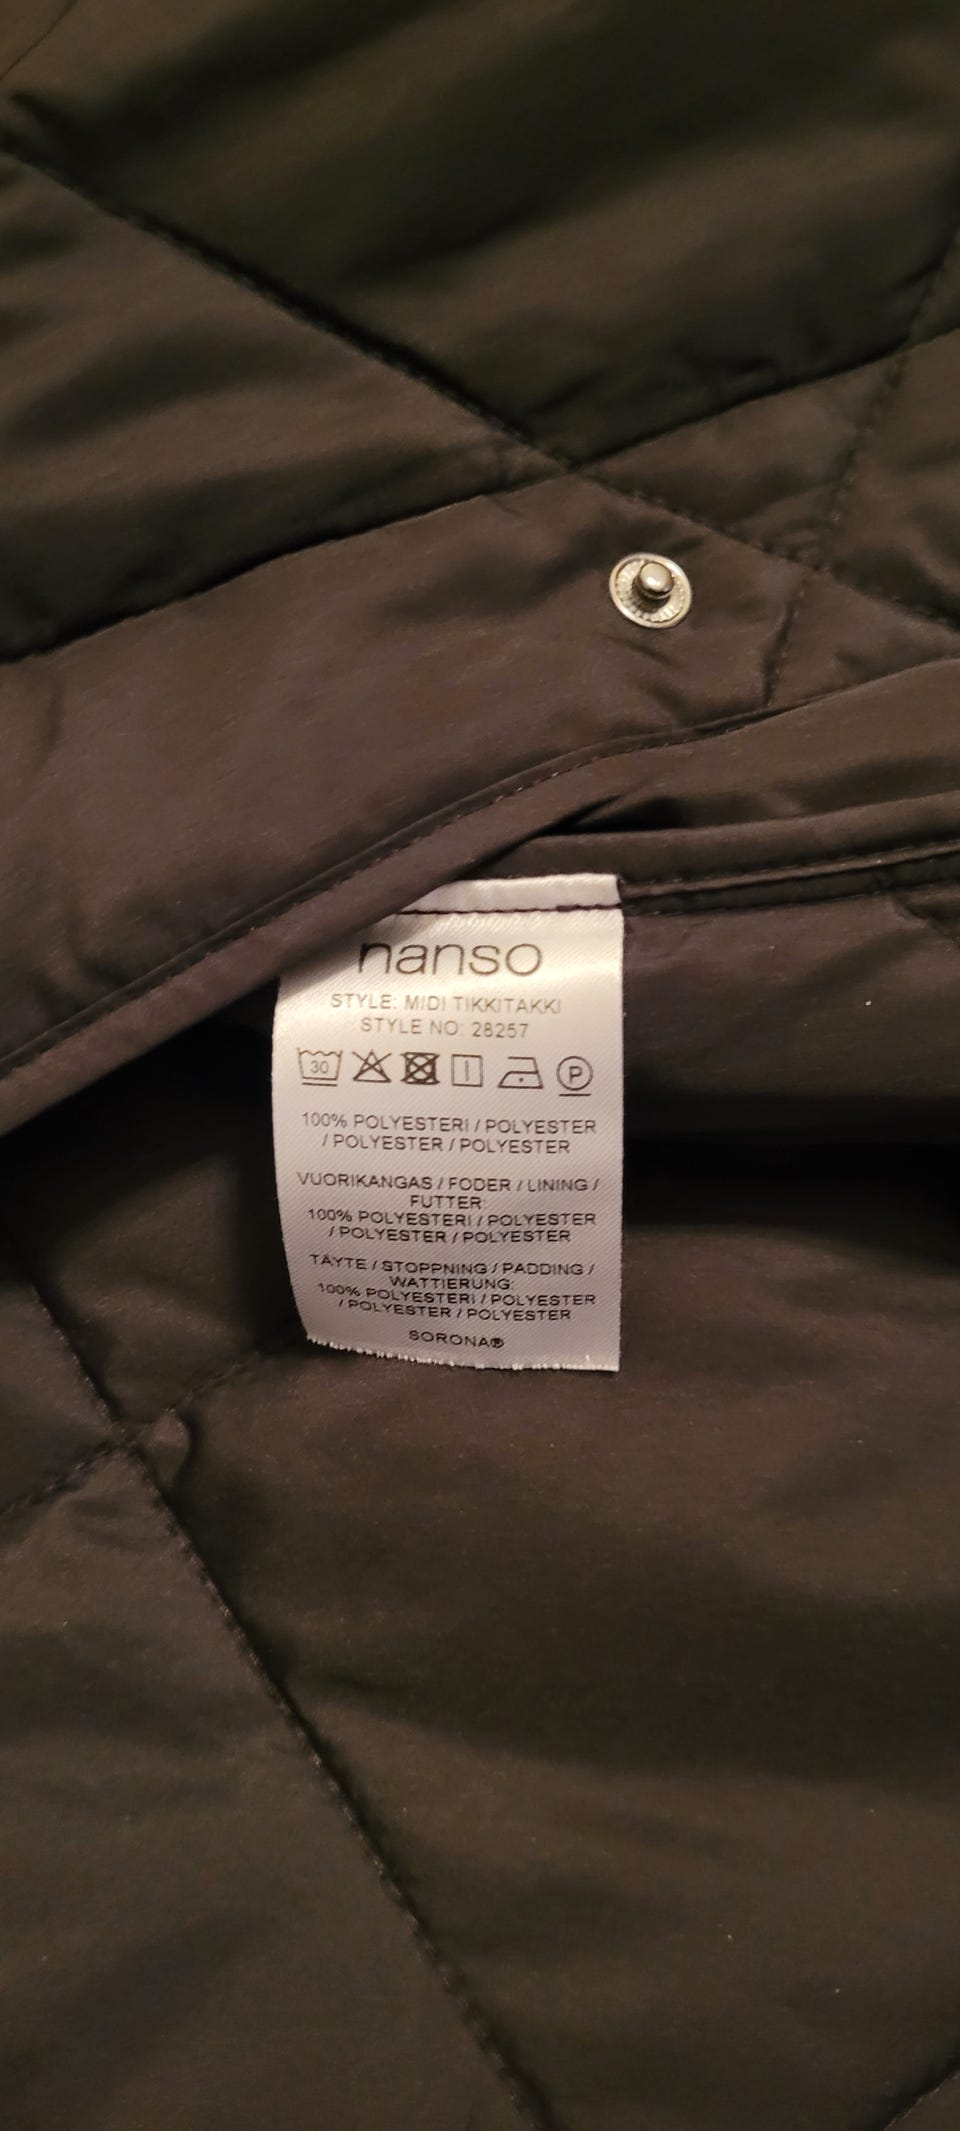 nanso
STYLE: MIDI TIKKITAKKI
STYLE NO: 28257
30 P
100% POLYESTERI / POLYESTER
/ POLYESTER / POLYESTER
VUORIKANGAS / FODER / LINING /
FUTTER:
100% POLYESTERI / POLYESTER
/ POLYESTER / POLYESTER
TÄYTE / STOPPNING / PADDING /
WATTIERUNG:
100% POLYESTERI / POLYESTER
/ POLYESTER / POLYESTER
SORONA®